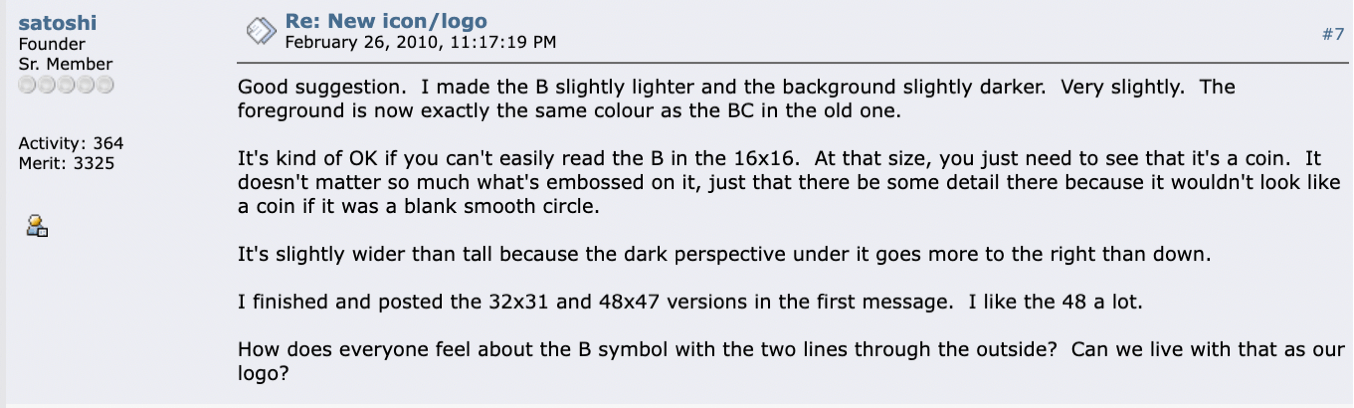 satoshi
Founder
Sr. Member
Activity: 364
Merit: 3325
Re: New icon/logo
February 26, 2010, 11:17:19 PM
#7
Good suggestion.  I made the B slightly lighter and the background slightly darker.  Very slightly.  The
foreground is now exactly the same colour as the BC in the old one.
It's kind of OK if you can't easily read the B in the 16x16.  At that size, you just need to see that it's a coin.  It
doesn't matter so much what's embossed on it, just that there be some detail there because it wouldn't look like
a coin if it was a blank smooth circle.
It's slightly wider than tall because the dark perspective under it goes more to the right than down.
I finished and posted the 32x31 and 48x47 versions in the first message.  I like the 48 a lot.
How does everyone feel about the B symbol with the two lines through the outside?  Can we live with that as our
logo?